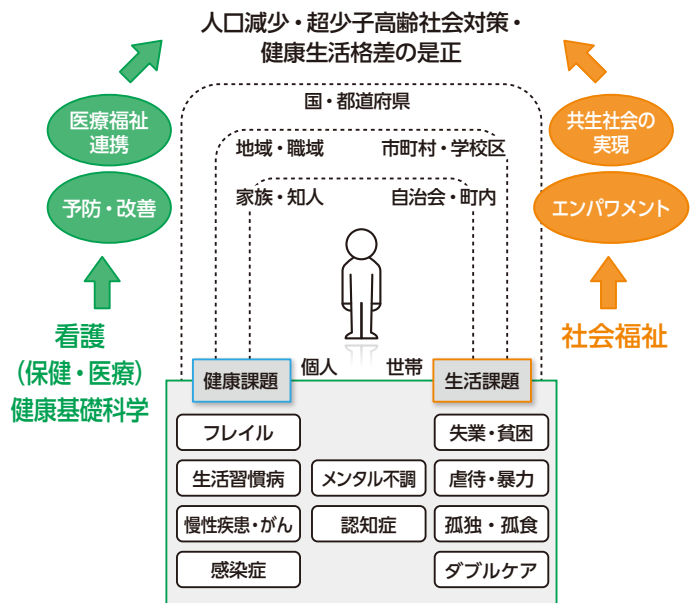 人口減少・超少子高齢社会対策・
健康生活格差の是正
国・都道府県
医療福祉
連携
共生社会の
実現
地域・職域
市町村・学校区
家族・知人
自治会・町内
予防・改善
エンパワメント
看護
(保健・医療)
健康基礎科学
社会福祉
個人
世帯
健康課題
生活課題
フレイル
失業・貧困
生活習慣病
メンタル不調
虐待・暴力
慢性疾患・がん
認知症
孤独・孤食
感染症
ダブルケア